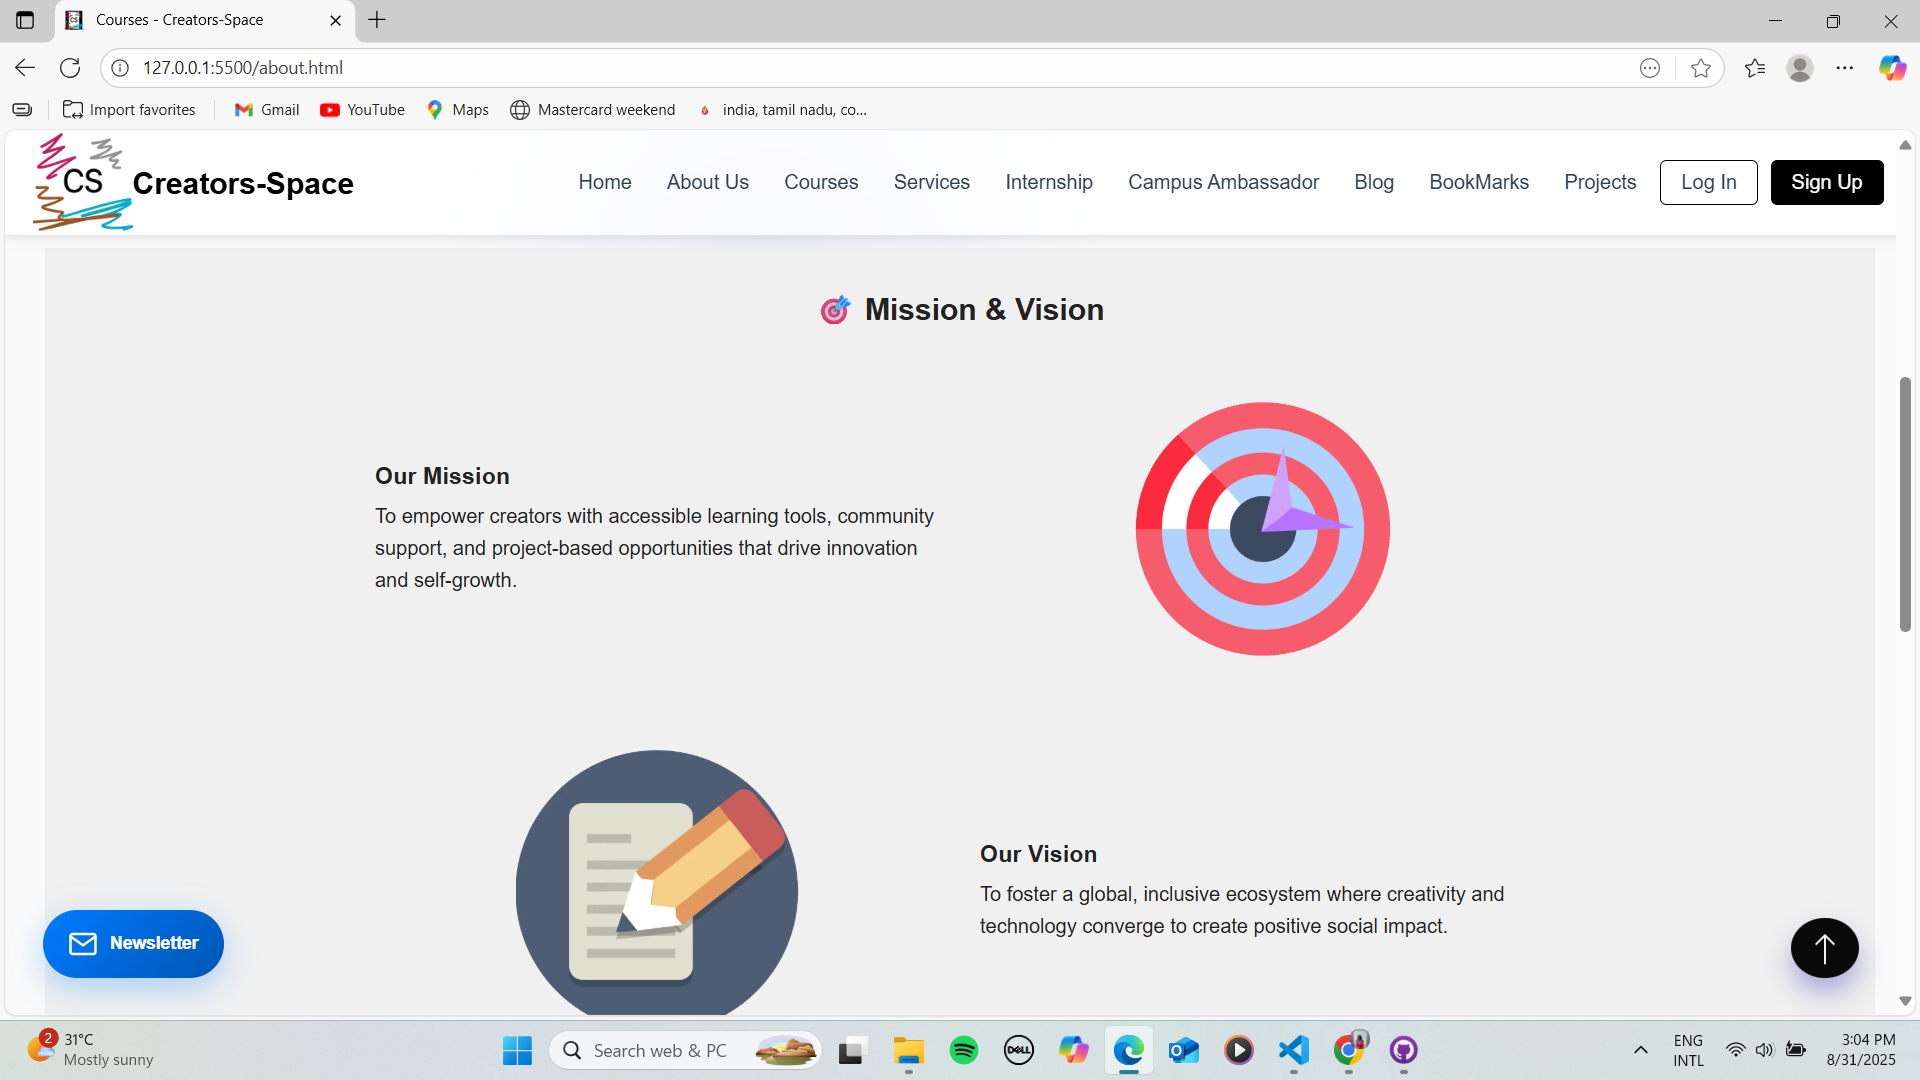 Courses - Creators-Space
127.0.0.1:5500/about.html
Import favorites
Gmail
YouTube
Maps
Mastercard weekend
india, tamil nadu, co...
CS
Creators-Space
Home
About Us
Courses
Services
Internship
Campus Ambassador
Blog
BookMarks
Projects
Log In
Sign Up
Mission & Vision
Our Mission
To empower creators with accessible learning tools, community
support, and project-based opportunities that drive innovation
and self-growth.
Our Vision
To foster a global, inclusive ecosystem where creativity and
technology converge to create positive social impact.
Newsletter
2
31°C
Mostly sunny
Search web & PC
DELL
ENG
INTL
3:04 PM
8/31/2025